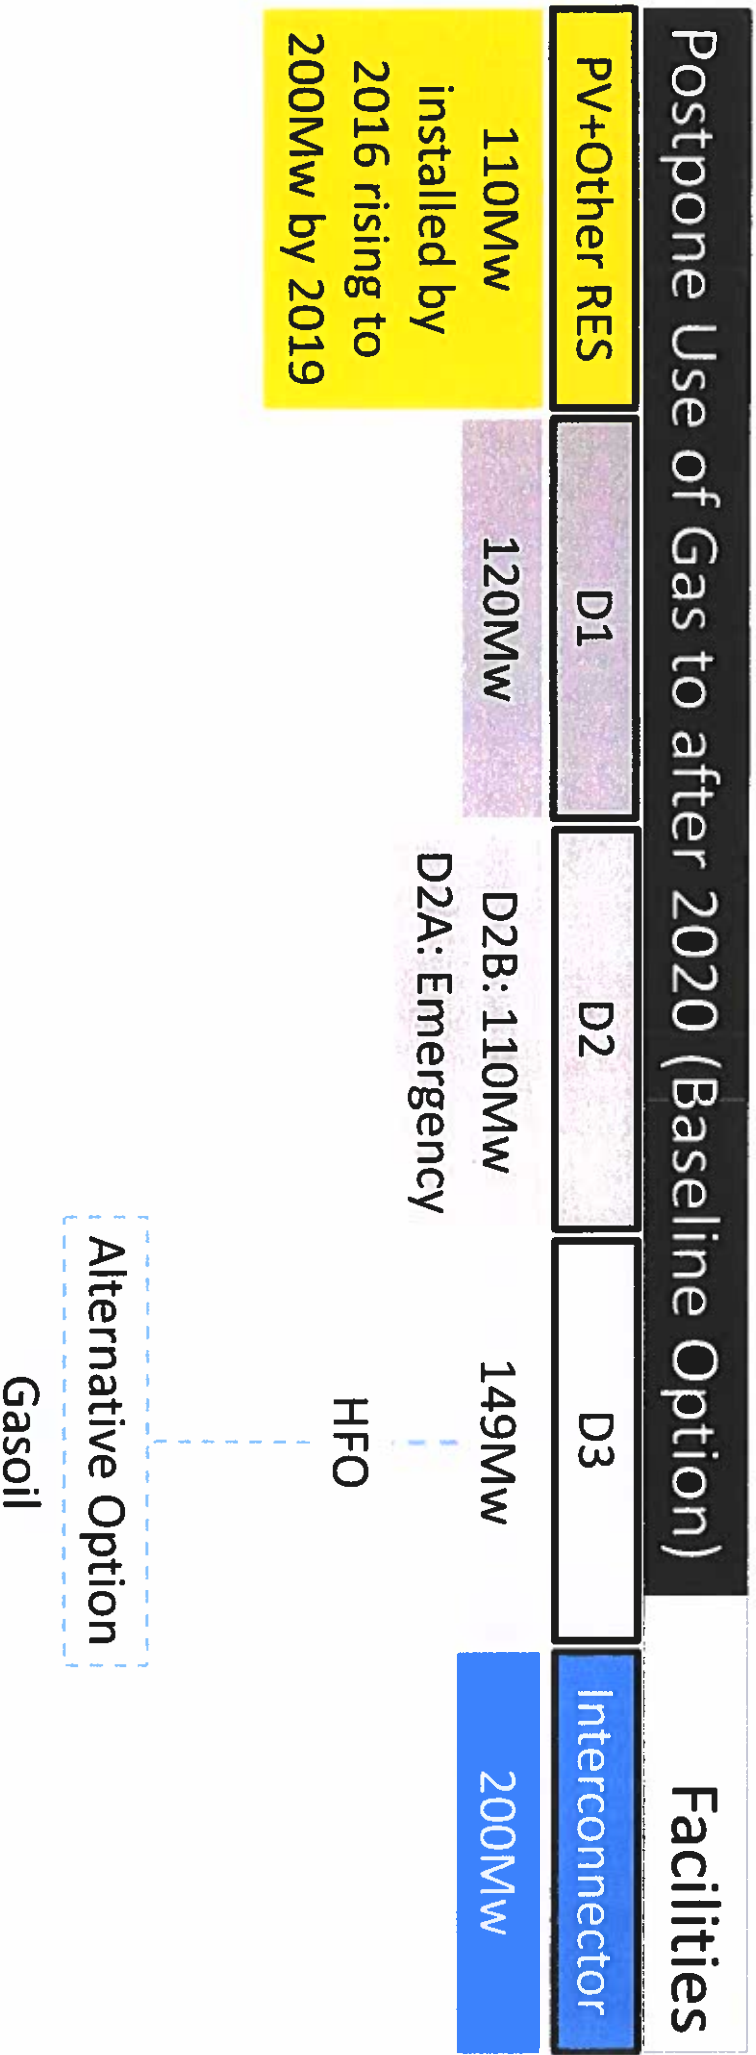 Postpone Use of Gas to after 2020 (Baseline Option)
Facilities
PV+Other RES
110Mw
installed by
2016 rising to
200Mw by 2019
D1
120Mw
D2
D2B: 110Mw
D2A: Emergency
D3
149Mw
HFO
Alternative Option
Gasoil
Interconnector
200Mw